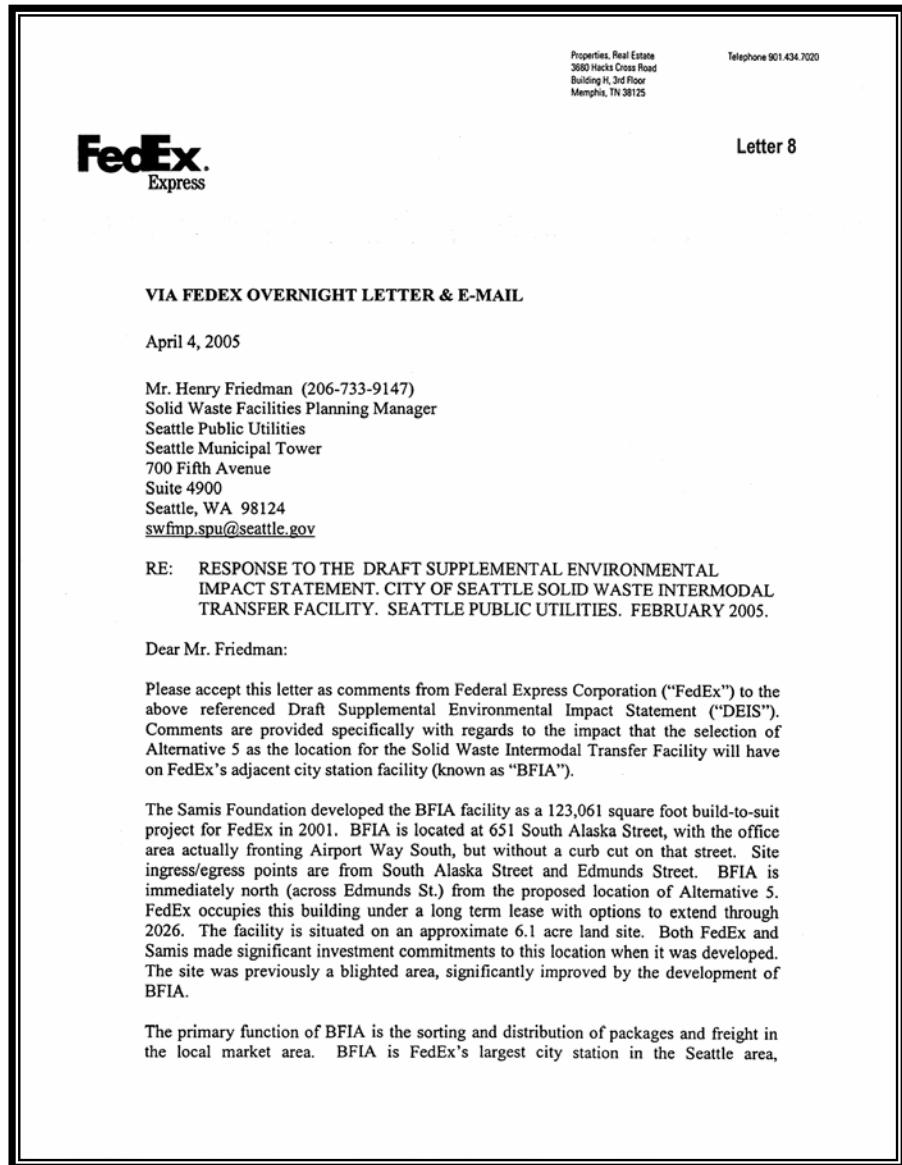 Properties, Real Estate
3680 Hacks Cross Road
Building H, 3rd Floor
Memphis, TN 38125
Telephone 901.434.7020
FedEx.
Express
Letter 8
VIA FEDEX OVERNIGHT LETTER & E-MAIL
April 4, 2005
Mr. Henry Friedman (206-733-9147)
Solid Waste Facilities Planning Manager
Seattle Public Utilities
Seattle Municipal Tower
700 Fifth Avenue
Suite 4900
Seattle, WA 98124
swfmp.spu@seattle.gov
RE: RESPONSE TO THE DRAFT SUPPLEMENTAL ENVIRONMENTAL
IMPACT STATEMENT. CITY OF SEATTLE SOLID WASTE INTERMODAL
TRANSFER FACILITY. SEATTLE PUBLIC UTILITIES. FEBRUARY 2005.
Dear Mr. Friedman:
Please accept this letter as comments from Federal Express Corporation ("FedEx") to the
above referenced Draft Supplemental Environmental Impact Statement ("DEIS").
Comments are provided specifically with regards to the impact that the selection of
Alternative 5 as the location for the Solid Waste Intermodal Transfer Facility will have
on FedEx's adjacent city station facility (known as "BFIA").
The Samis Foundation developed the BFIA facility as a 123,061 square foot build-to-suit
project for FedEx in 2001. BFIA is located at 651 South Alaska Street, with the office
area actually fronting Airport Way South, but without a curb cut on that street. Site
ingress/egress points are from South Alaska Street and Edmunds Street. BFIA is
immediately north (across Edmunds St.) from the proposed location of Alternative 5.
FedEx occupies this building under a long term lease with options to extend through
2026. The facility is situated on an approximate 6.1 acre land site. Both FedEx and
Samis made significant investment commitments to this location when it was developed.
The site was previously a blighted area, significantly improved by the development of
BFIA.
The primary function of BFIA is the sorting and distribution of packages and freight in
the local market area. BFIA is FedEx's largest city station in the Seattle area,